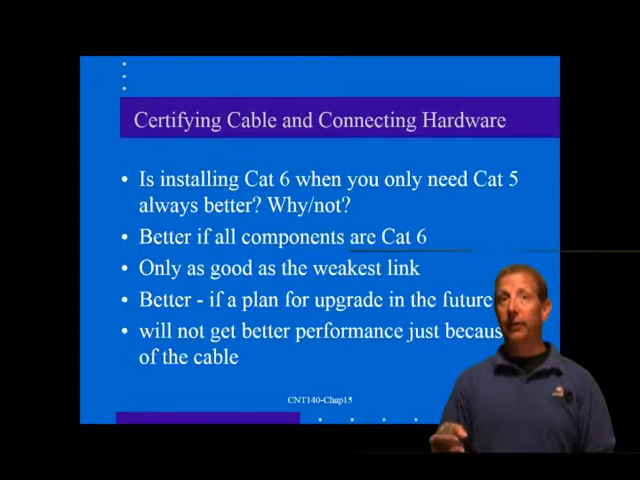 Certifying Cable and Connecting Hardware
• Is installing Cat 6 when you only need Cat 5
always better? Why/not?
• Better if all components are Cat 6
• Only as good as the weakest link
• Better - if a plan for upgrade in the future
• will not get better performance just becaus
of the cable
CNT140-Chap15